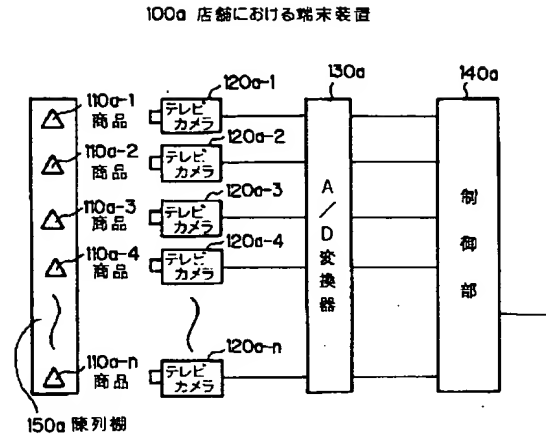 100a 店舗における端末装置
130a
140a
120a-1
110a-1
商品
テレビ
カメラ
120a-2
110a-2
商品
テレビ
カメラ
120a-3
110a-3
商品
テレビ
カメラ
120a-4
110a-4
商品
テレビ
カメラ
A/D変換器
制御部
120a-n
110a-n
商品
テレビ
カメラ
150a 陳列棚